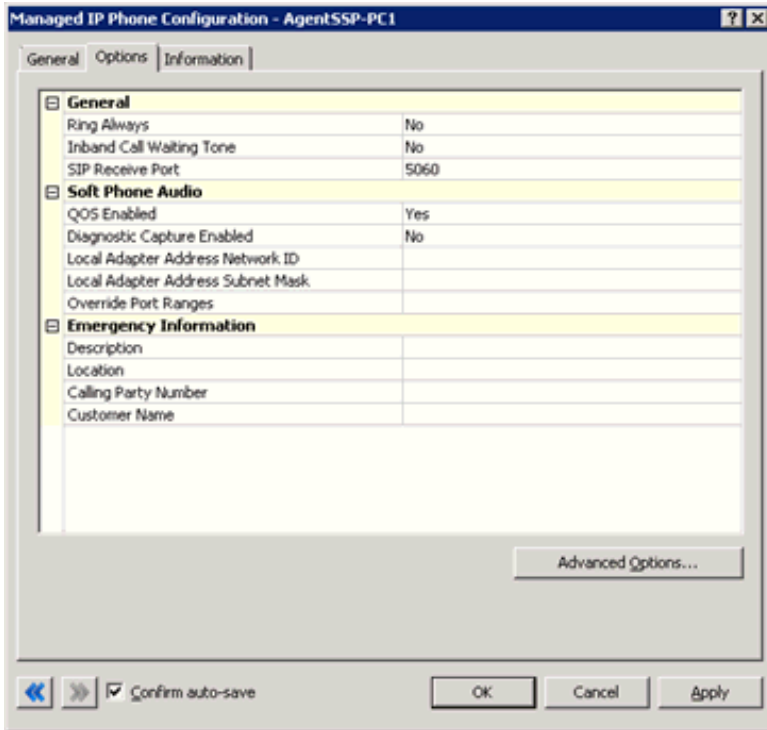 Managed IP Phone Configuration - AgentSSP-PC1
General Options Information
General
Ring Always No
Inband Call Waiting Tone No
SIP Receive Port 5060
Soft Phone Audio
QOS Enabled Yes
Diagnostic Capture Enabled No
Local Adapter Address Network ID
Local Adapter Address Subnet Mask
Override Port Ranges
Emergency Information
Description
Location
Calling Party Number
Customer Name
Advanced Options...
Confirm auto-save OK Cancel Apply